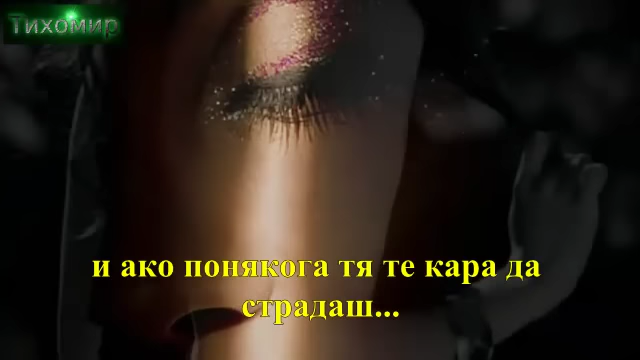 Тихомир
и ако понякога тя те кара да
страдаш...